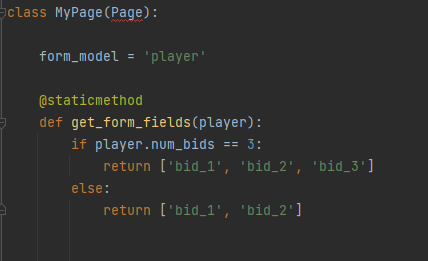 class MyPage(Page):
form_model = 'player'
@staticmethod
def get_form_fields(player):
if player.num_bids == 3:
return ['bid_1', 'bid_2', 'bid_3']
else:
return ['bid_1', 'bid_2']